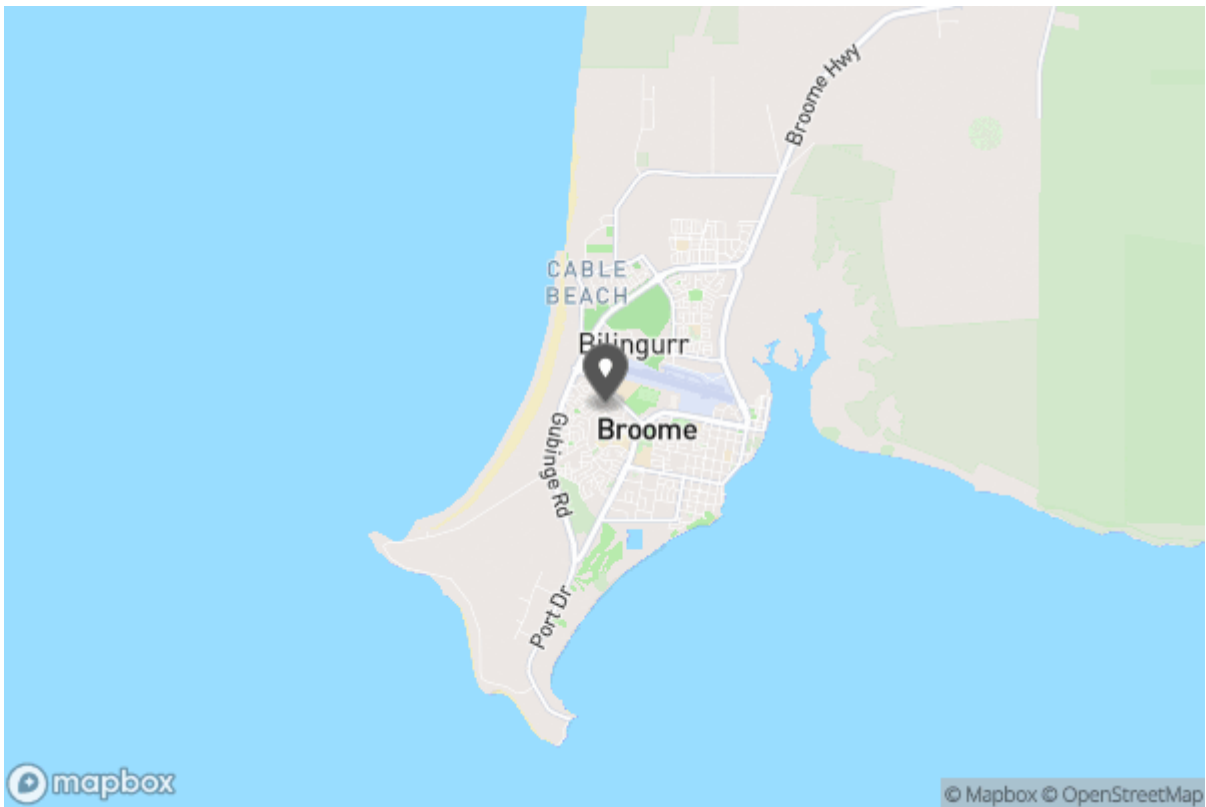 Broome Hwy
CABLE
BEACH
Bilingurr
Broome
Gubinge Rd
Port Dr
mapbox
© Mapbox © OpenStreetMap